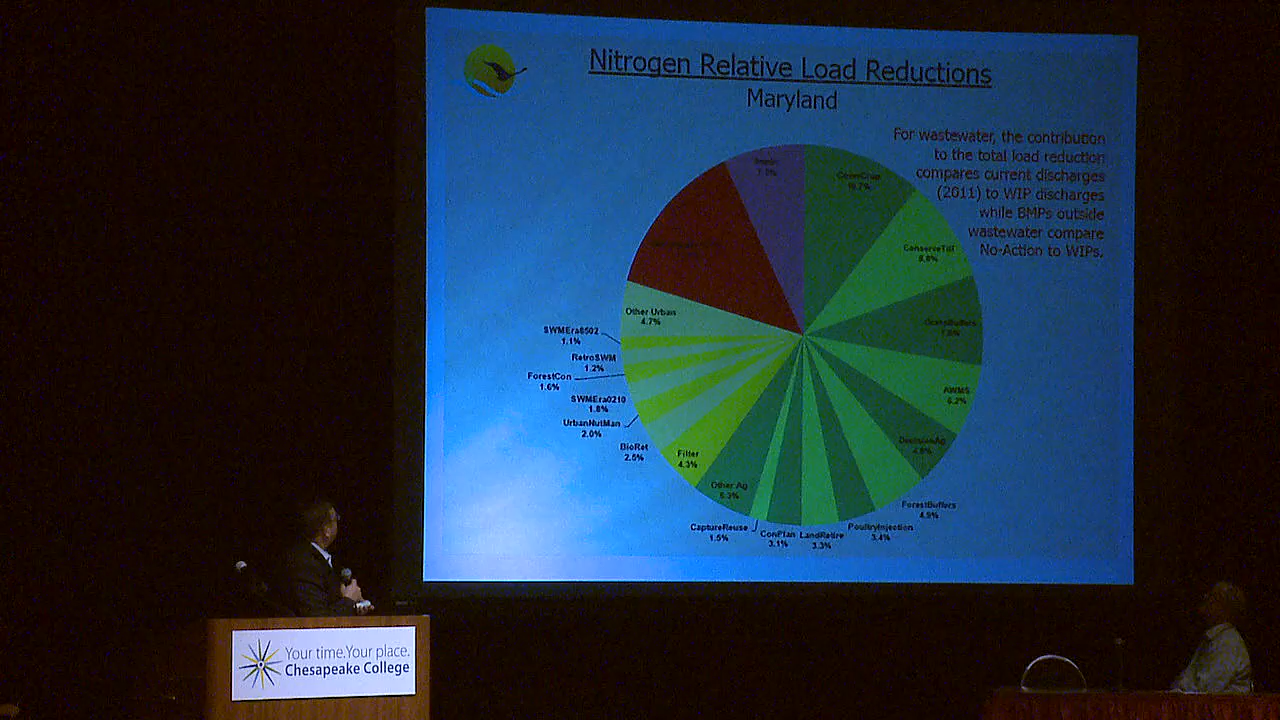 Nitrogen Relative Load Reductions
Maryland
For wastewater, the contribution
to the total load reduction
compares current discharges
(2011) to WIP discharges
while BMPs outside
wastewater compare
No-Action to WIPs.
CoverCrop
10.7%
ConserveTill
GrassBuffers
AWMS
6.2%
DecisionAg
ForestBuffers
4.9%
PoultryInjection
3.4%
LandRetire
3.3%
ConPlan
3.1%
CaptureReuse
1.5%
Other Ag
Filter
4.3%
BioRet
2.5%
UrbanNutMan
2.0%
SWMEra0210
1.8%
ForestCon
1.6%
RetroSWM
1.2%
SWMEra8502
1.1%
Other Urban
4.7%
Septic
Your time.Your place.
Chesapeake College